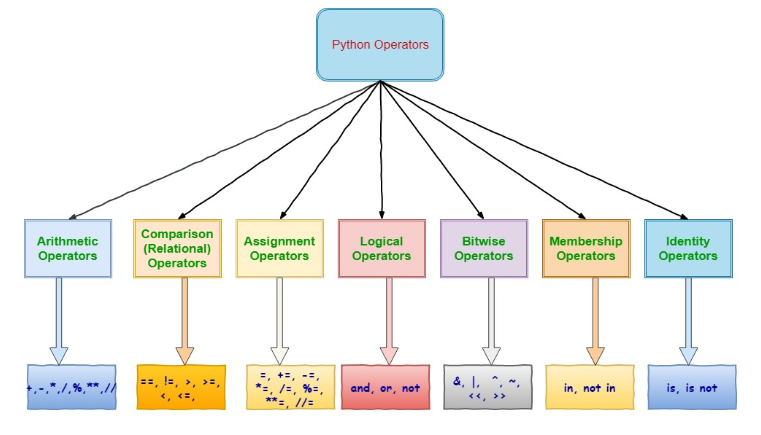 Python Operators
Arithmetic
Operators
Comparison
(Relational)
Operators
Assignment
Operators
Logical
Operators
Bitwise
Operators
Membership
Operators
Identity
Operators
+,-,*,/,%,**,//
==, !=, >, >=,
<, <=,
=, +=, -=,
*=, /=, %=,
**=, //=
and, or, not
&, |, ^, ~,
<<, >>
in, not in
is, is not